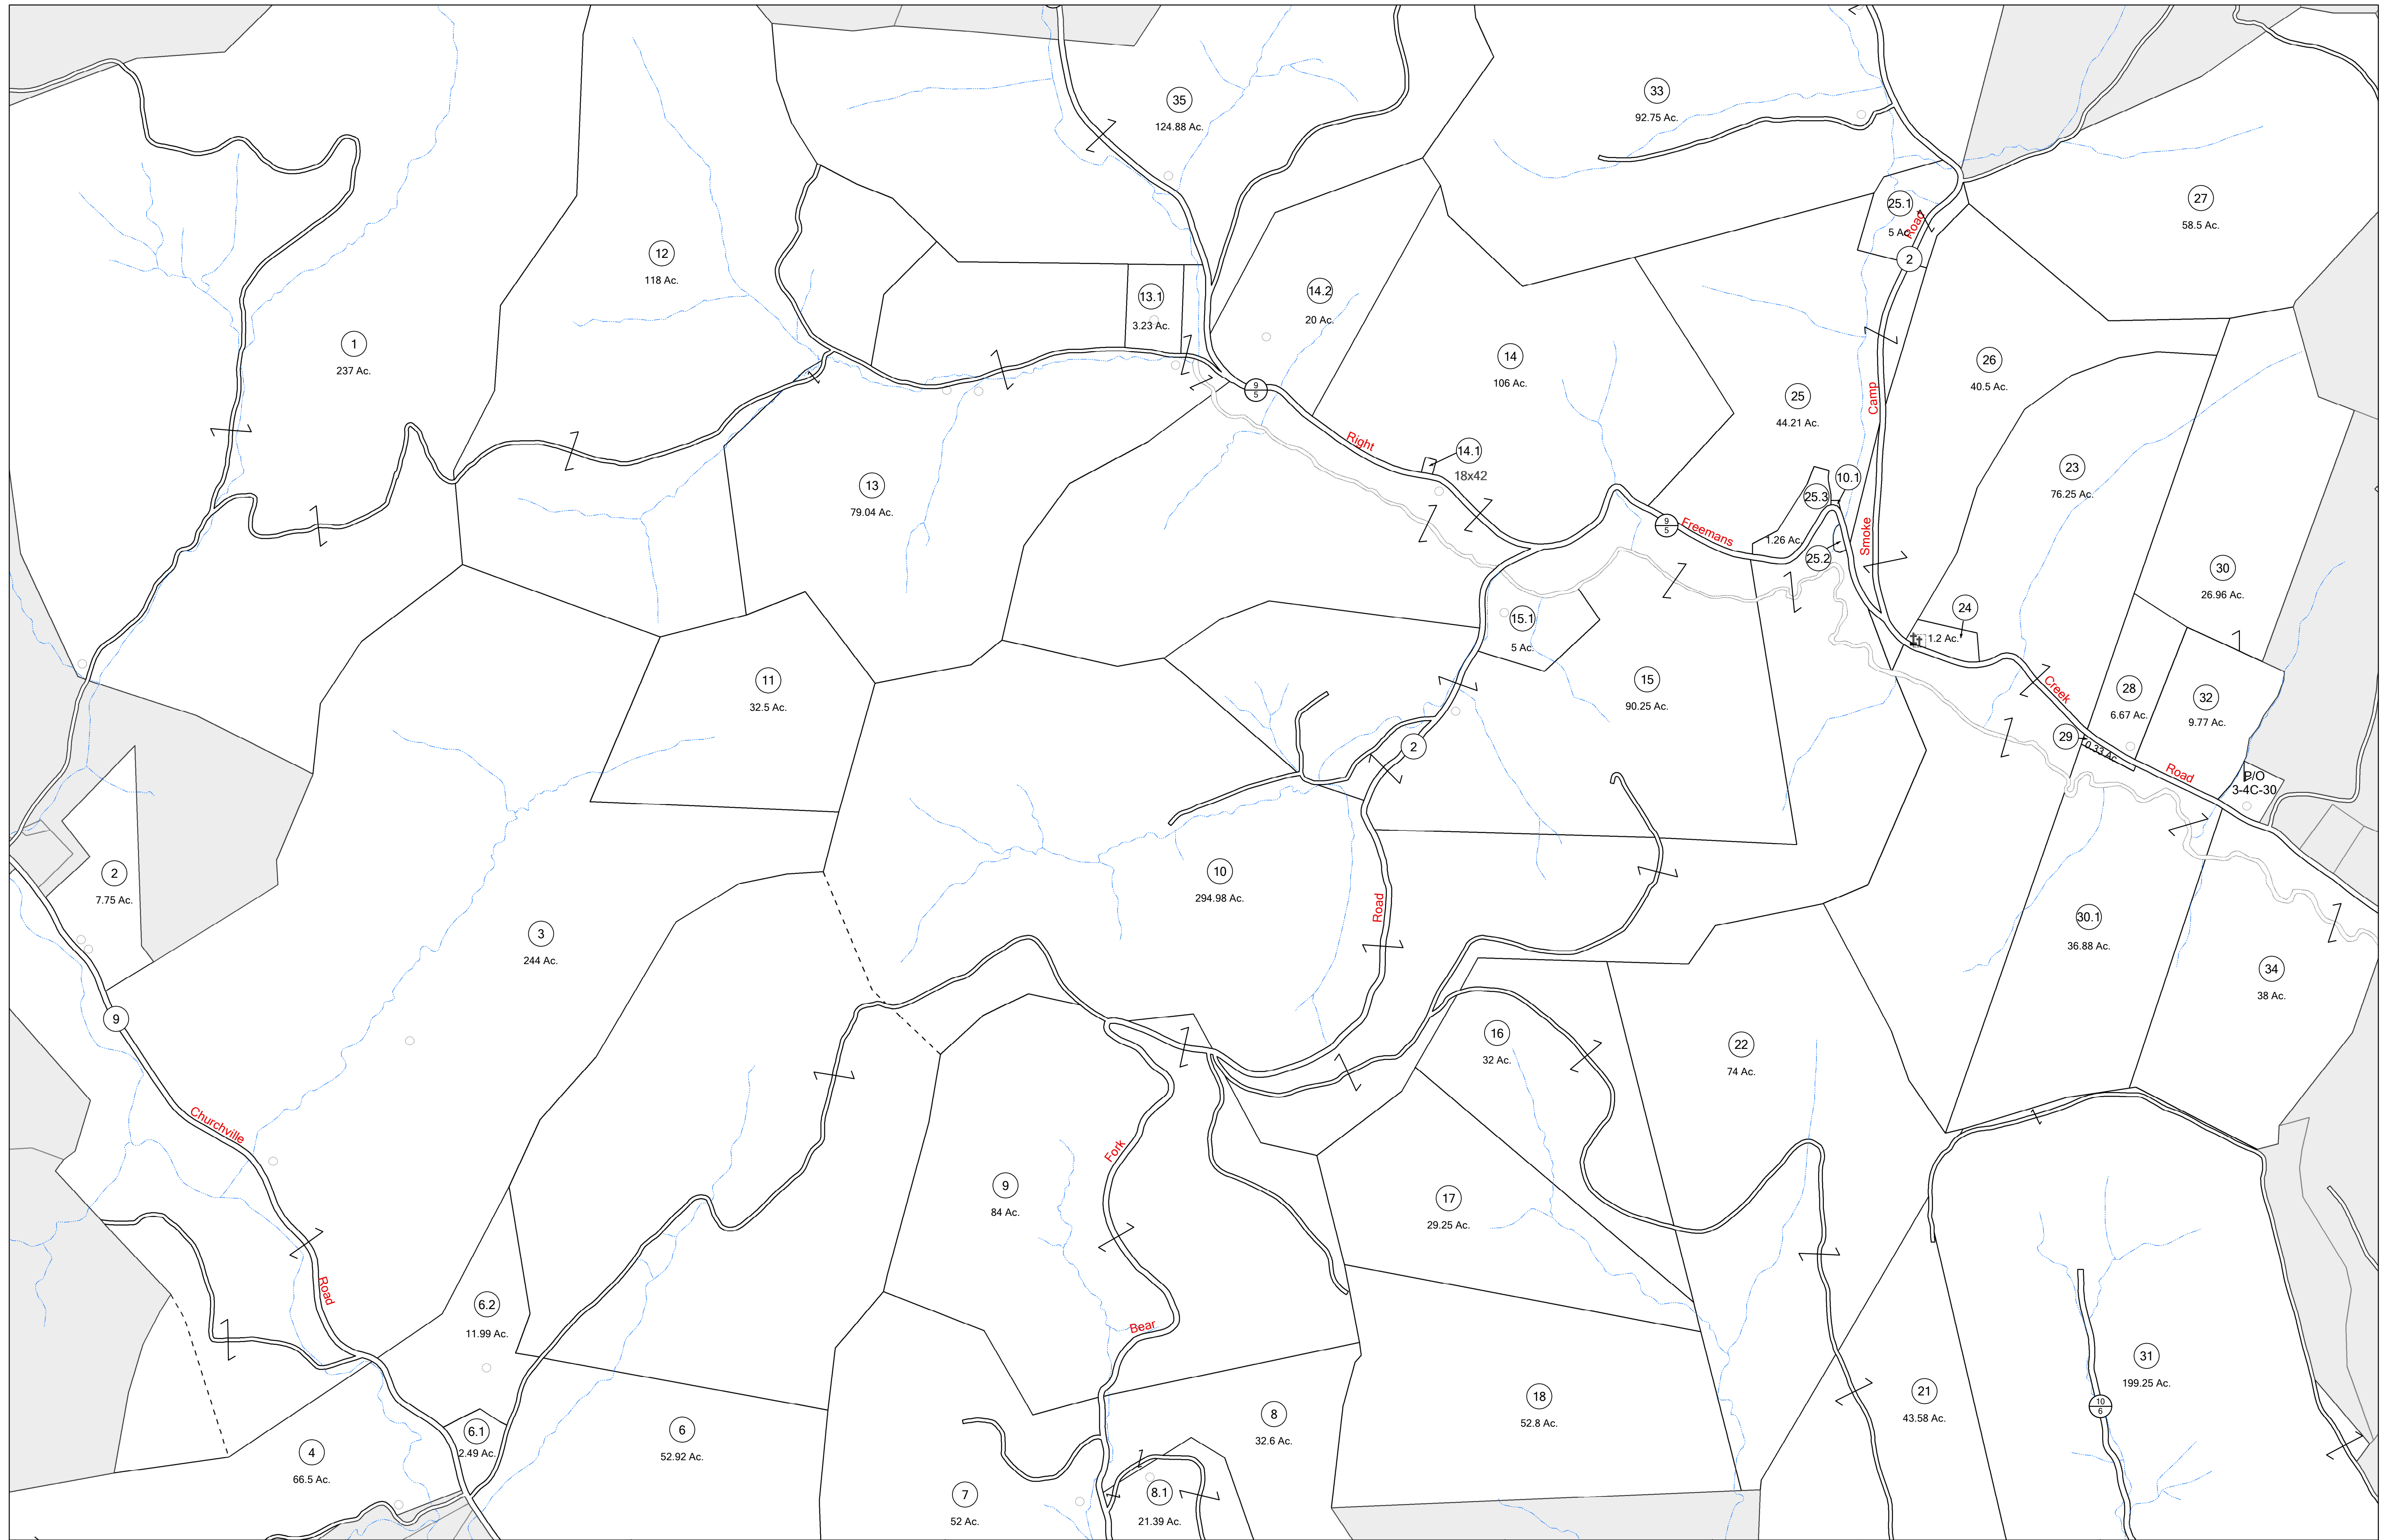 35
124.88 Ac.
33
92.75 Ac.
27
58.5 Ac.
25.1
5 Ac.
Road
2
12
118 Ac.
13.1
3.23 Ac.
14.2
20 Ac.
1
237 Ac.
14
106 Ac.
26
40.5 Ac.
9
5
25
44.21 Ac.
Camp
Right
14.1
18x42
23
76.25 Ac.
10.1
25.3
13
79.04 Ac.
9
5
Freemans
1.26 Ac.
25.2
Smoke
30
26.96 Ac.
24
1.2 Ac.
15.1
5 Ac.
11
32.5 Ac.
15
90.25 Ac.
Creek
28
6.67 Ac.
32
9.77 Ac.
29
0.33 Ac.
2
Road
P/O
3-4C-30
2
7.75 Ac.
10
294.98 Ac.
Road
3
244 Ac.
30.1
36.88 Ac.
34
38 Ac.
9
16
32 Ac.
22
74 Ac.
Churchville
Fork
9
84 Ac.
17
29.25 Ac.
Road
6.2
11.99 Ac.
Bear
31
199.25 Ac.
18
52.8 Ac.
21
43.58 Ac.
10
6
8
32.6 Ac.
6.1
2.49 Ac.
6
52.92 Ac.
4
66.5 Ac.
7
52 Ac.
8.1
21.39 Ac.